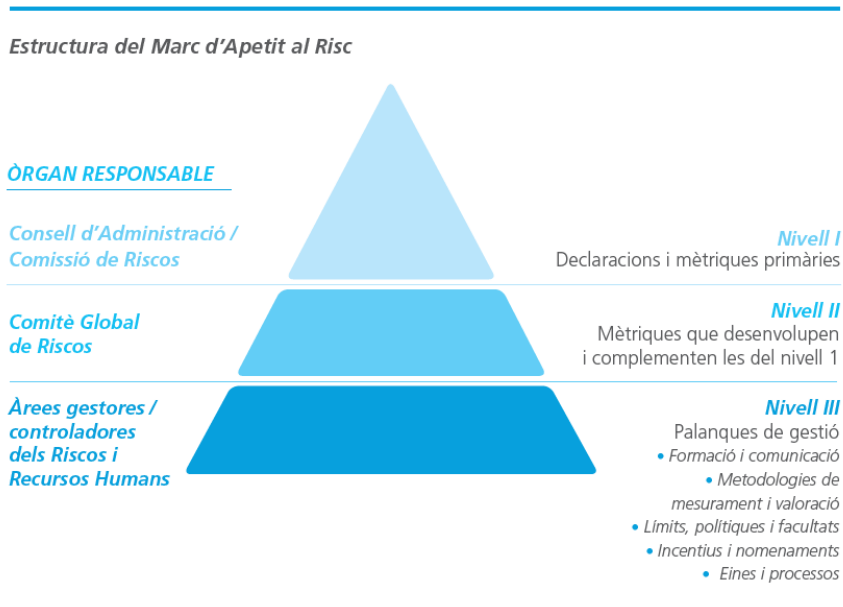 Estructura del Marc d'Apetit al Risc
ÒRGAN RESPONSABLE
Consell d'Administració /
Comissió de Riscos
Nivell I
Declaracions i mètriques primàries
Comitè Global
de Riscos
Nivell II
Mètriques que desenvolupen
i complementen les del nivell 1
Àrees gestores /
controladores
dels Riscos i
Recursos Humans
Nivell III
Palanques de gestió
• Formació i comunicació
• Metodologies de
mesurament i valoració
• Límits, polítiques i facultats
• Incentius i nomenaments
• Eines i processos